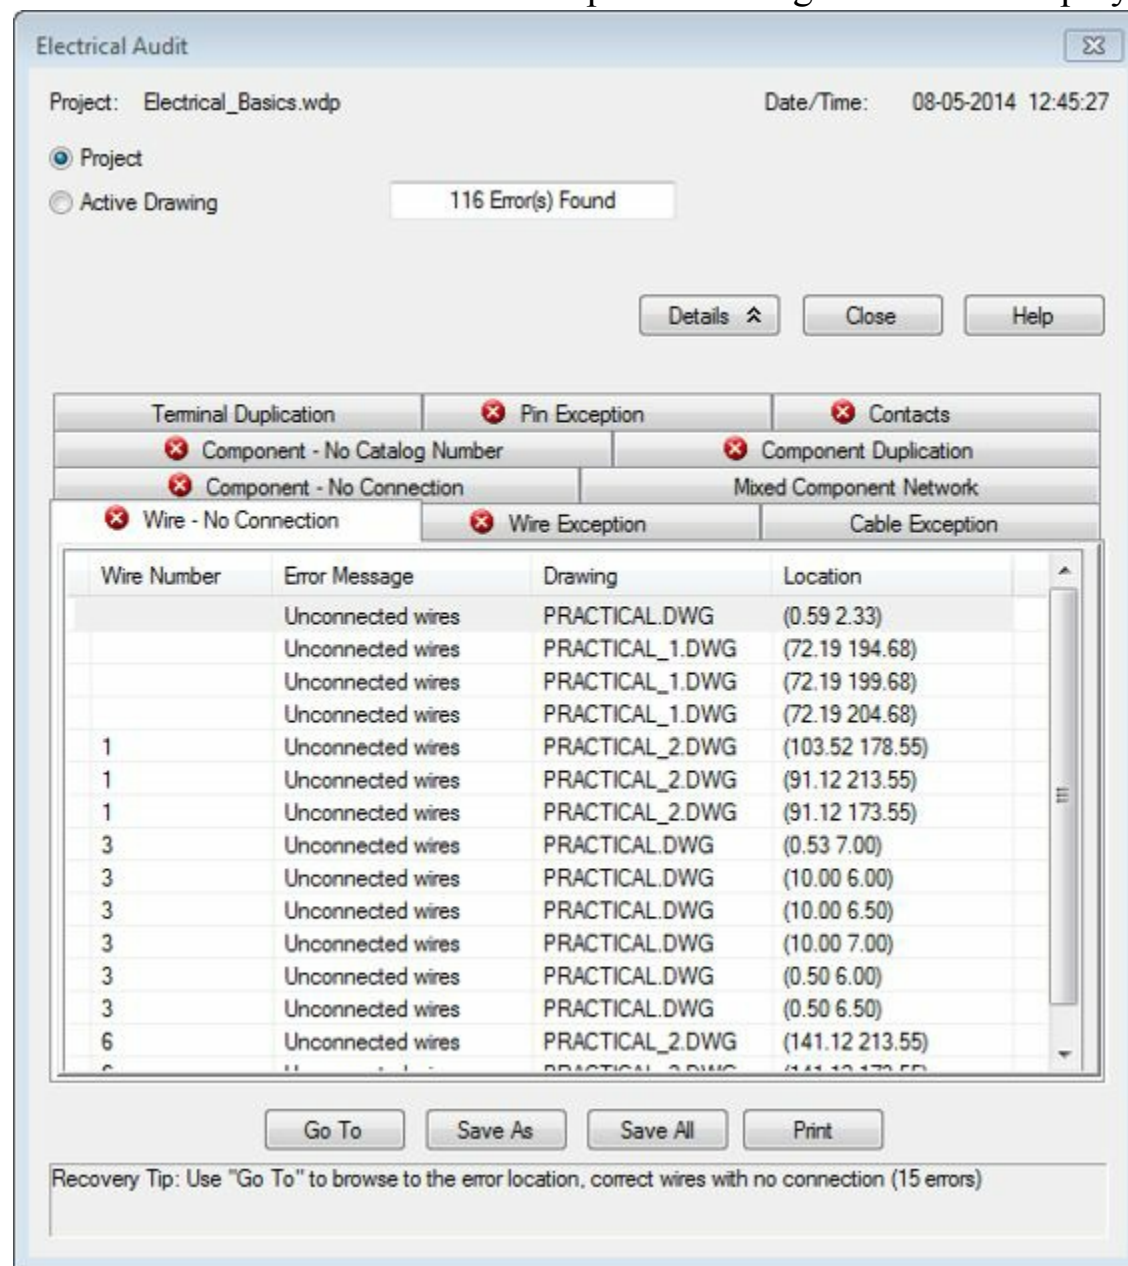 Electrical Audit
Project: Electrical_Basics.wdp Date/Time: 08-05-2014 12:45:27
Project
Active Drawing 116 Error(s) Found
Details Close Help
Terminal Duplication Pin Exception Contacts
Component - No Catalog Number Component Duplication
Component - No Connection Mixed Component Network
Wire - No Connection Wire Exception Cable Exception
Wire Number Error Message Drawing Location
Unconnected wires PRACTICAL.DWG (0.59 2.33)
Unconnected wires PRACTICAL_1.DWG (72.19 194.68)
Unconnected wires PRACTICAL_1.DWG (72.19 199.68)
Unconnected wires PRACTICAL_1.DWG (72.19 204.68)
1 Unconnected wires PRACTICAL_2.DWG (103.52 178.55)
1 Unconnected wires PRACTICAL_2.DWG (91.12 213.55)
1 Unconnected wires PRACTICAL_2.DWG (91.12 173.55)
3 Unconnected wires PRACTICAL.DWG (0.53 7.00)
3 Unconnected wires PRACTICAL.DWG (10.00 6.00)
3 Unconnected wires PRACTICAL.DWG (10.00 6.50)
3 Unconnected wires PRACTICAL.DWG (10.00 7.00)
3 Unconnected wires PRACTICAL.DWG (0.50 6.00)
3 Unconnected wires PRACTICAL.DWG (0.50 6.50)
6 Unconnected wires PRACTICAL_2.DWG (141.12 213.55)
Go To Save As Save All Print
Recovery Tip: Use "Go To" to browse to the error location, correct wires with no connection (15 errors)